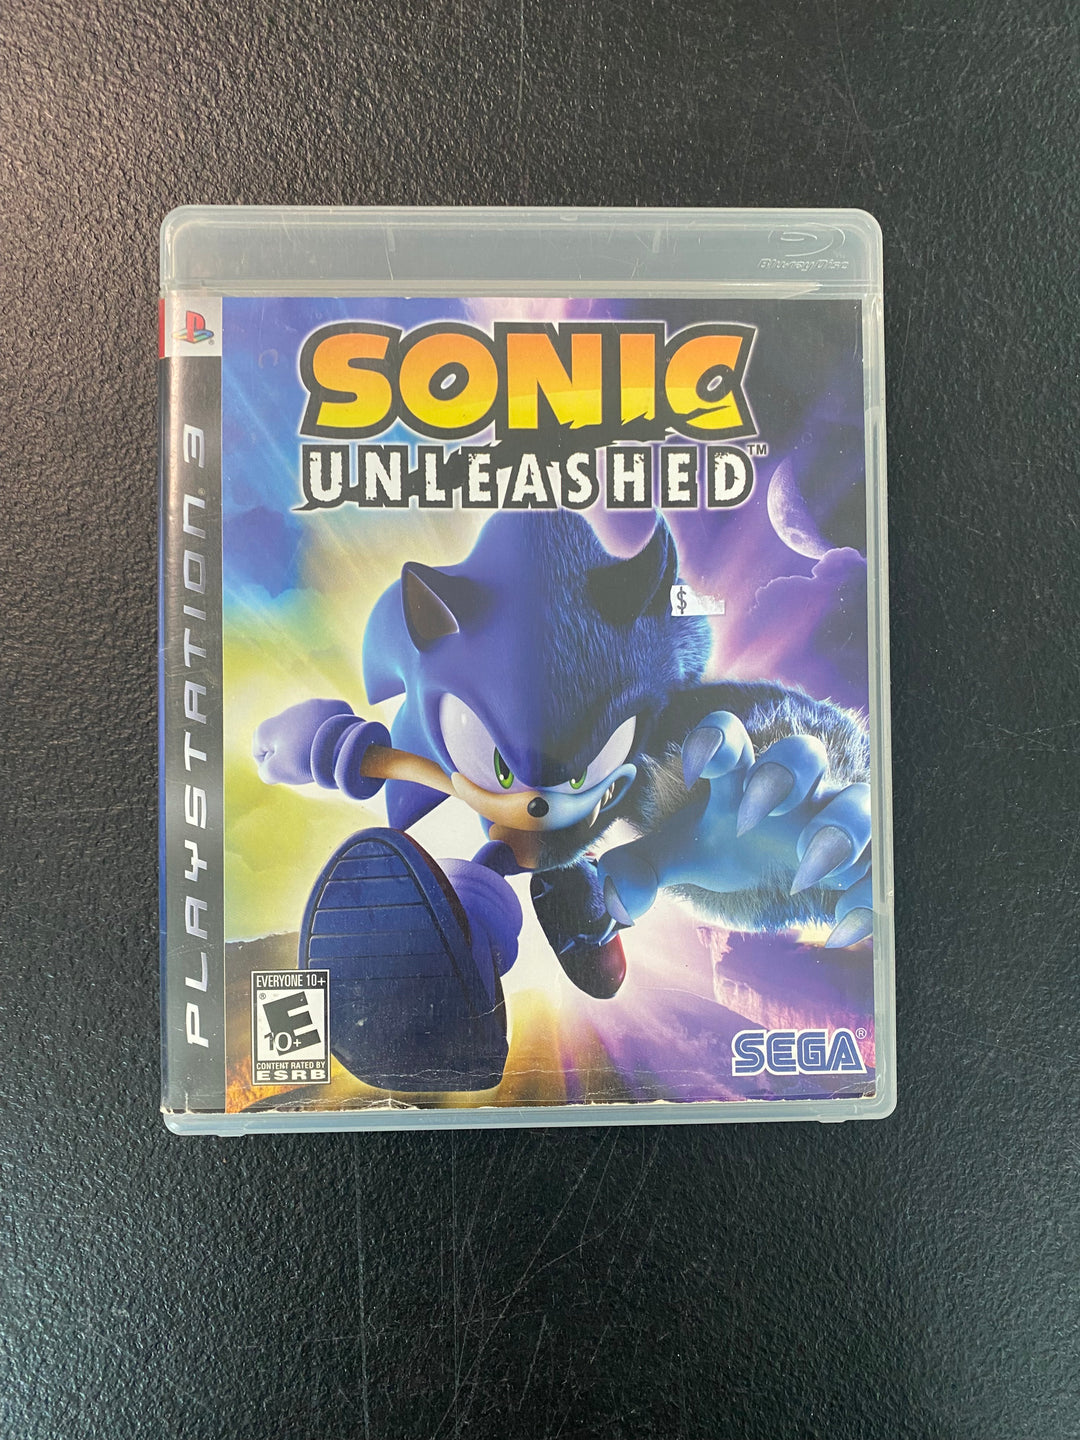 Blu-ray Disc
PLAYSTATION®3
SONIC
UNLEASHED™
$
EVERYONE 10+
®
E
10+
CONTENT RATED BY
ESRB
SEGA®